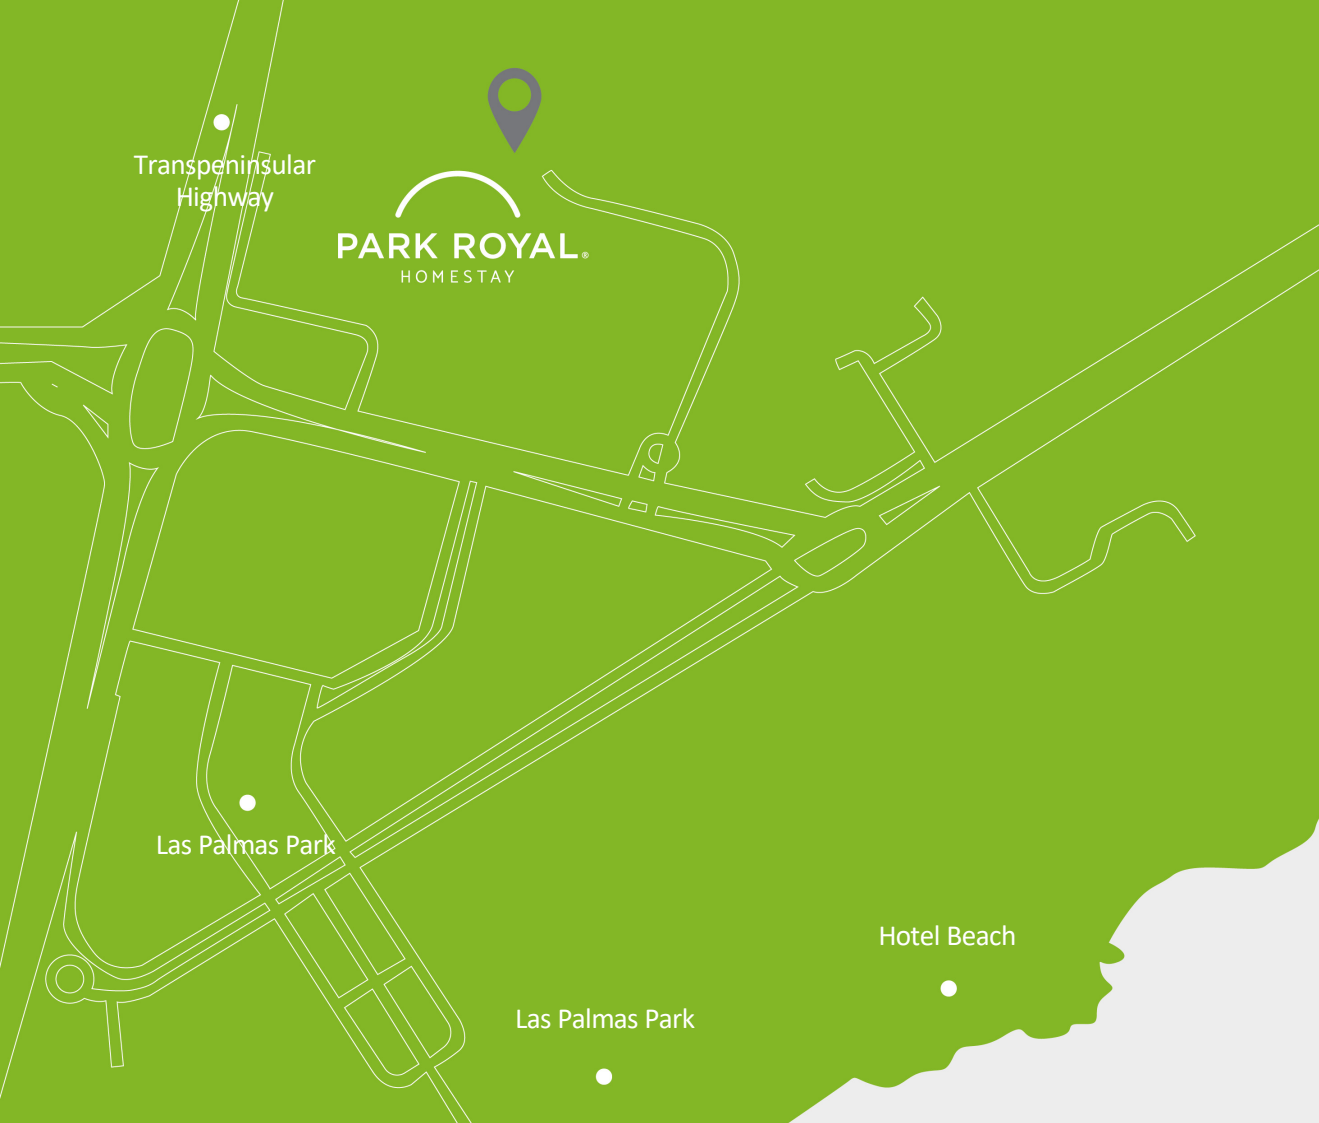 Transpeninsular
Highway
PARK ROYAL®
HOMESTAY
Las Palmas Park
Hotel Beach
Las Palmas Park